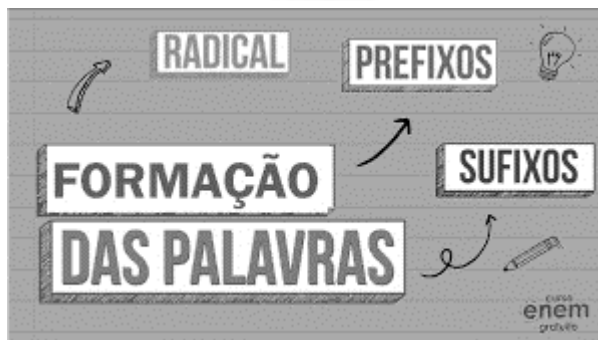 RADICAL
PREFIXOS
FORMAÇÃO
DAS PALAVRAS
SUFIXOS
curso
enem
gratuito